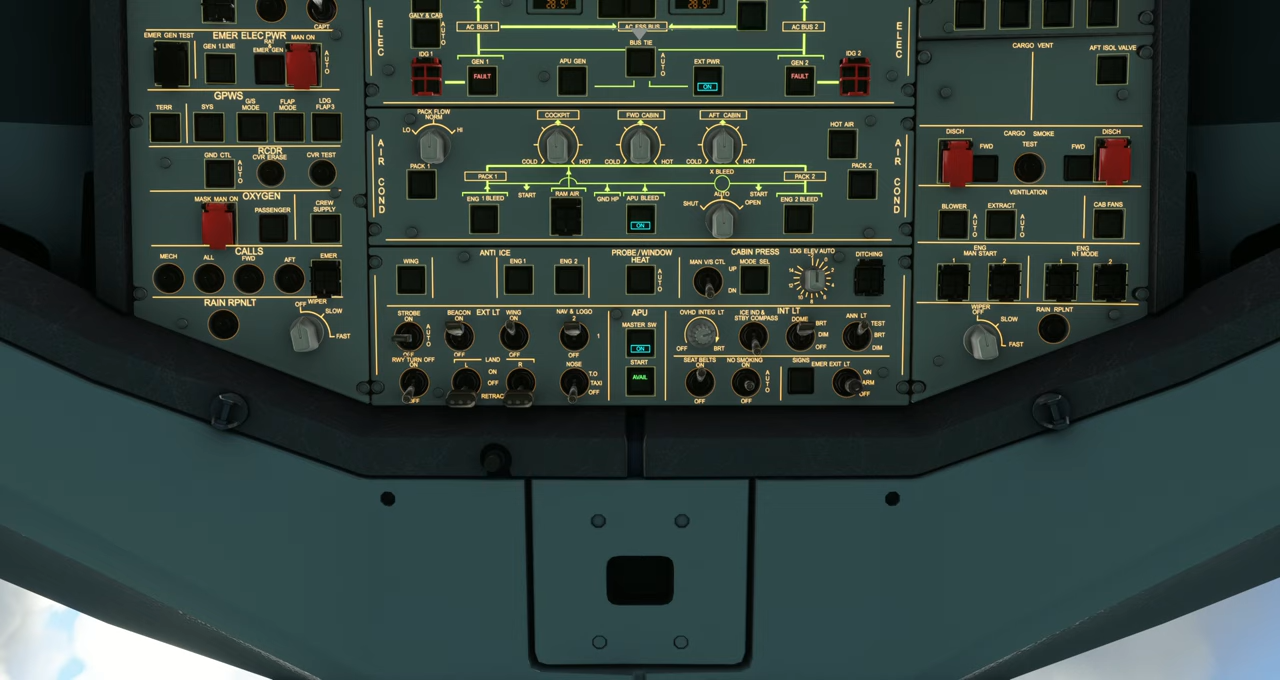 CAPT
EMER ELEC PWR
EMER GEN TEST
GEN 1 LINE
RAT &
EMER GEN
MAN ON
AUTO
GPWS
TERR
SYS
G/S MODE
FLAP MODE
LDG FLAP 3
RCDR
GND CTL
AUTO
CVR ERASE
CVR TEST
OXYGEN
MASK MAN ON
PASSENGER
CREW SUPPLY
CALLS
MECH
ALL
FWD
AFT
EMER
RAIN RPNLT
WIPER
OFF
SLOW
FAST
28.5
28.5
GALY & CAB
AUTO
ELEC
AC BUS 1
AC ESS BUS
AC BUS 2
ELEC
IDG 1
GEN 1
FAULT
APU GEN
BUS TIE
AUTO
EXT PWR
ON
GEN 2
FAULT
IDG 2
AIR COND
PACK FLOW
NORM
LO
HI
COCKPIT
FWD CABIN
AFT CABIN
HOT AIR
COLD
HOT
COLD
HOT
COLD
HOT
PACK 1
PACK 1
X BLEED
PACK 2
PACK 2
START
RAM AIR
GND HP
APU BLEED
ON
AUTO
SHUT
OPEN
START
ENG 1 BLEED
ENG 2 BLEED
AIR COND
ANTI ICE
WING
ENG 1
ENG 2
PROBE/WINDOW
HEAT
AUTO
CABIN PRESS
MAN V/S CTL
UP
DN
MODE SEL
LDG ELEV AUTO
DITCHING
EXT LT
STROBE
ON
AUTO
OFF
BEACON
ON
OFF
WING
ON
OFF
NAV & LOGO
2
1
OFF
RWY TURN OFF
ON
OFF
LAND
L
R
ON
OFF
RETRACT
NOSE
T.O
TAXI
OFF
APU
MASTER SW
ON
START
AVAIL
INT LT
OVHD INTEG LT
OFF
BRT
ICE IND &
STBY COMPASS
ON
OFF
DOME
BRT
DIM
OFF
ANN LT
TEST
BRT
DIM
SIGNS
SEAT BELTS
ON
OFF
NO SMOKING
ON
AUTO
OFF
EMER EXIT LT
ON
ARM
OFF
CARGO VENT
AFT ISOL VALVE
CARGO SMOKE
DISCH
FWD
TEST
FWD
DISCH
VENTILATION
BLOWER
AUTO
EXTRACT
AUTO
CAB FANS
ENG
MAN START
1
2
ENG
N1 MODE
1
2
WIPER
OFF
SLOW
FAST
RAIN RPLNT